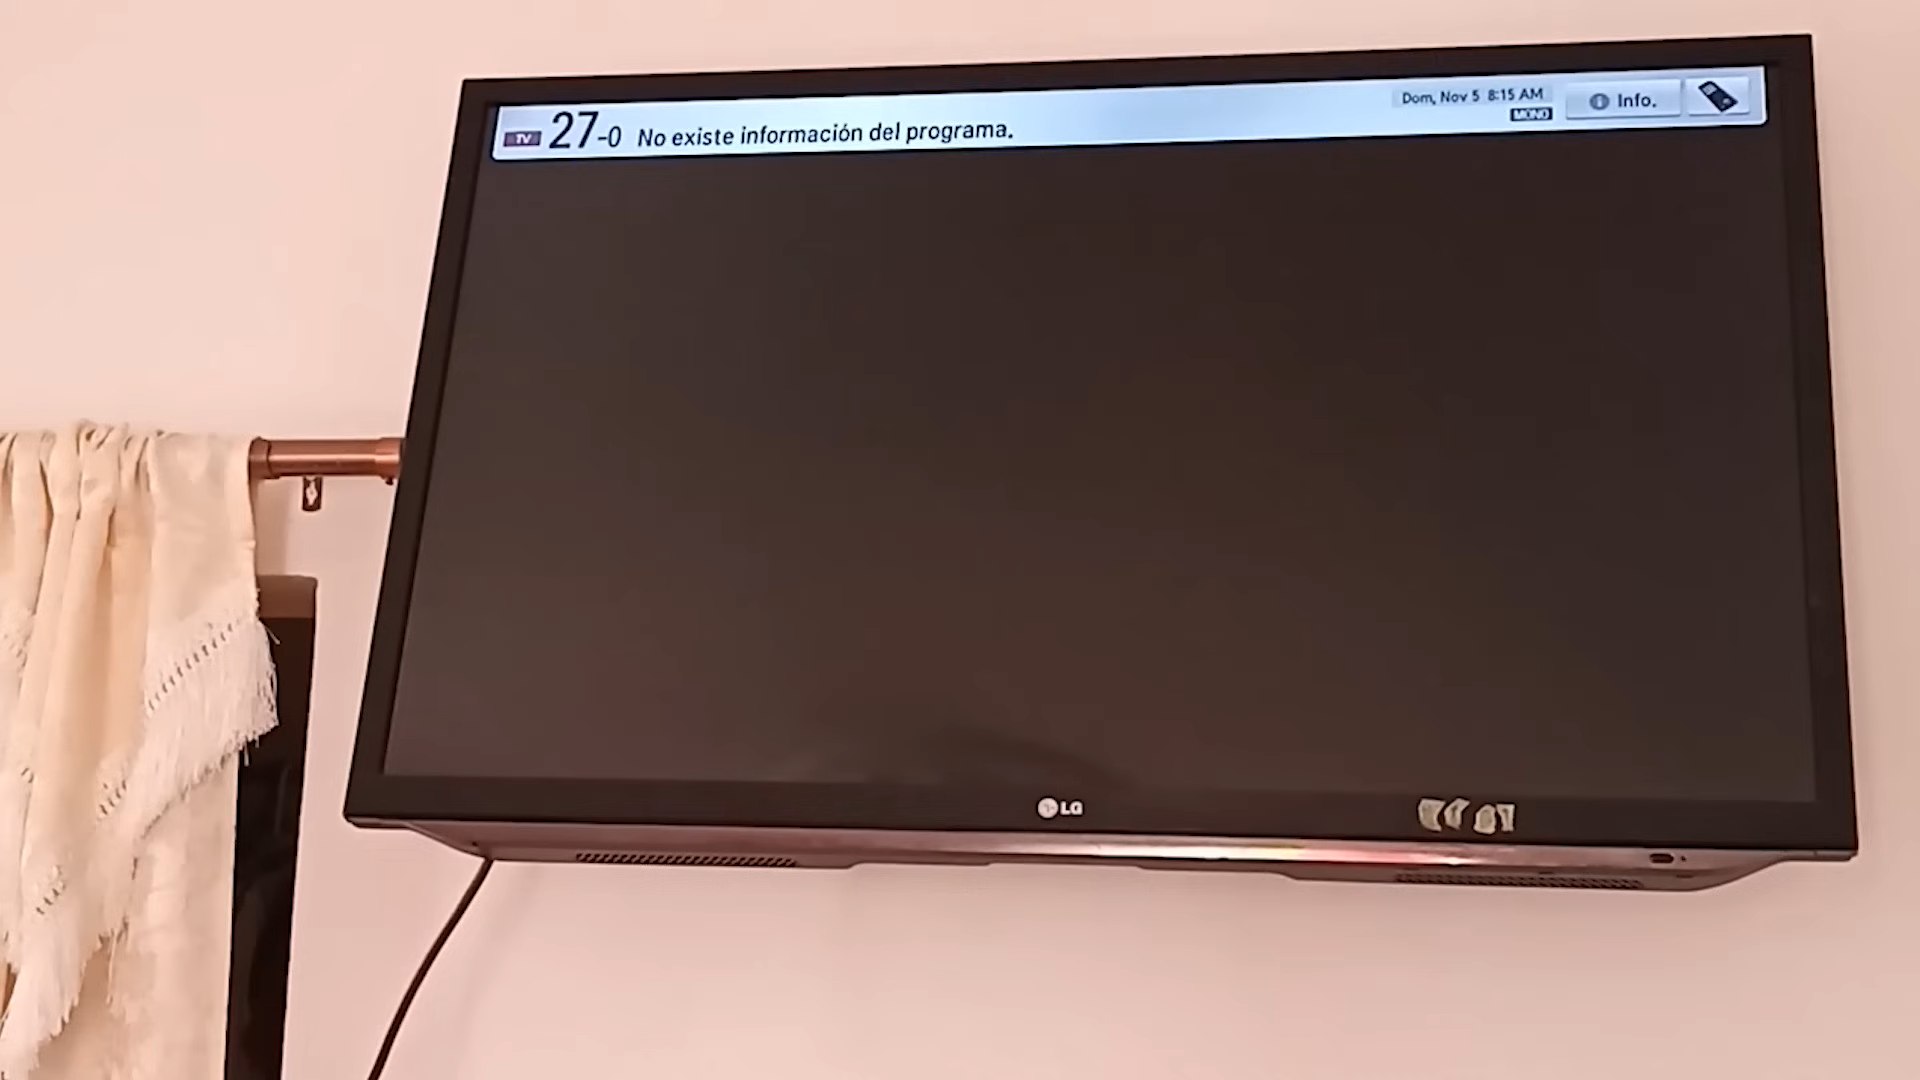 TV 27-0 No existe información del programa.
Dom, Nov 5 8:15 AM
MONO
Info.
LG